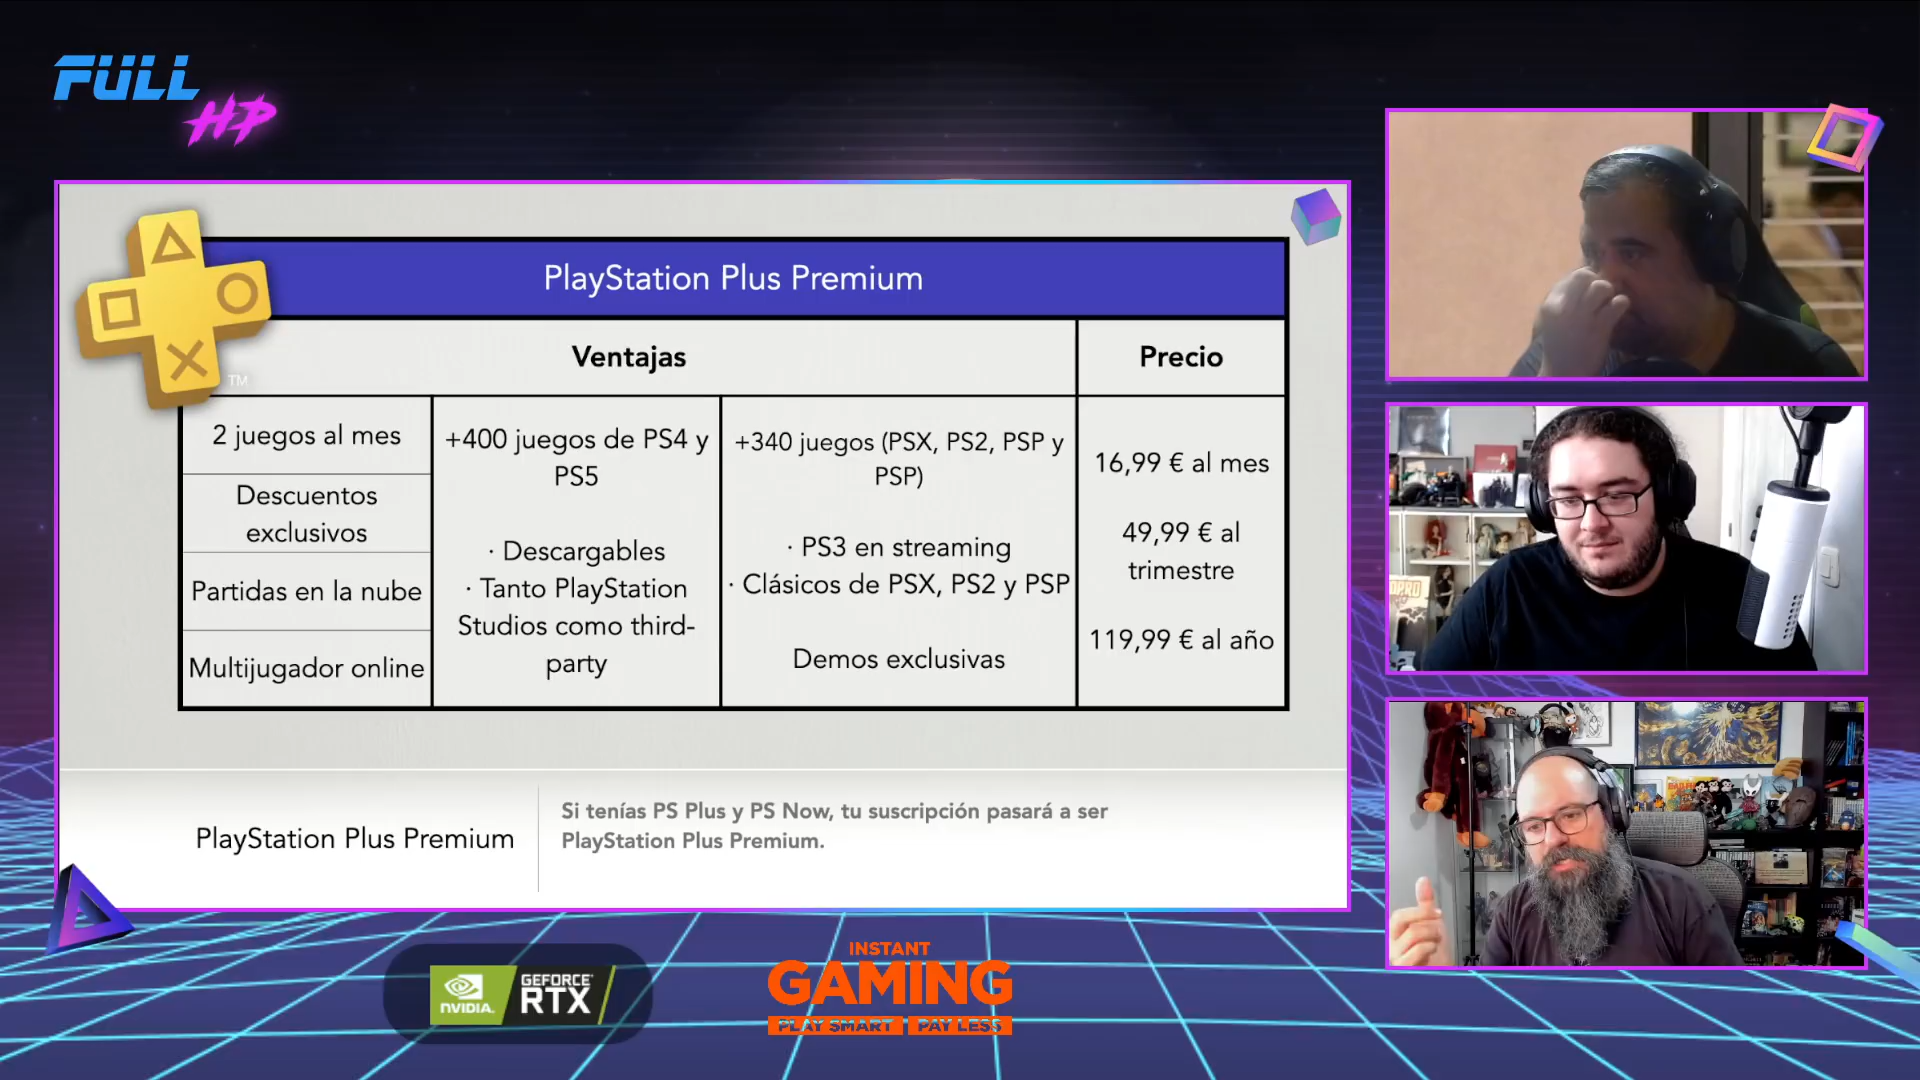 FULL
HP
PlayStation Plus Premium
TM
Ventajas
Precio
2 juegos al mes
Descuentos
exclusivos
Partidas en la nube
Multijugador online
+400 juegos de PS4 y
PS5
· Descargables
· Tanto PlayStation
Studios como third-
party
+340 juegos (PSX, PS2, PSP y
PSP)
· PS3 en streaming
· Clásicos de PSX, PS2 y PSP
Demos exclusivas
16,99 € al mes
49,99 € al
trimestre
119,99 € al año
PlayStation Plus Premium
Si tenías PS Plus y PS Now, tu suscripción pasará a ser
PlayStation Plus Premium.
NVIDIA.
GEFORCE
RTX
INSTANT
GAMING
PLAY SMART PAY LESS